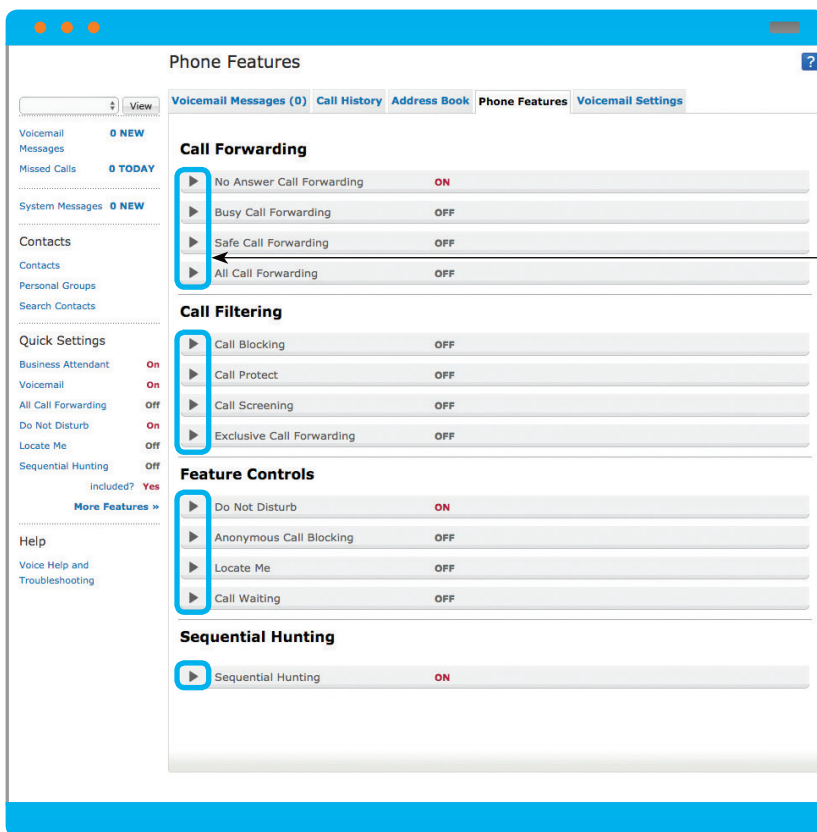 Phone Features
?
View
Voicemail Messages (0) Call History Address Book Phone Features Voicemail Settings
Voicemail 0 NEW
Messages
Missed Calls 0 TODAY
System Messages 0 NEW
Contacts
Contacts
Personal Groups
Search Contacts
Quick Settings
Business Attendant On
Voicemail On
All Call Forwarding Off
Do Not Disturb On
Locate Me Off
Sequential Hunting Off
included? Yes
More Features »
Help
Voice Help and
Troubleshooting
Call Forwarding
No Answer Call Forwarding ON
Busy Call Forwarding OFF
Safe Call Forwarding OFF
All Call Forwarding OFF
Call Filtering
Call Blocking OFF
Call Protect OFF
Call Screening OFF
Exclusive Call Forwarding OFF
Feature Controls
Do Not Disturb ON
Anonymous Call Blocking OFF
Locate Me OFF
Call Waiting OFF
Sequential Hunting
Sequential Hunting ON